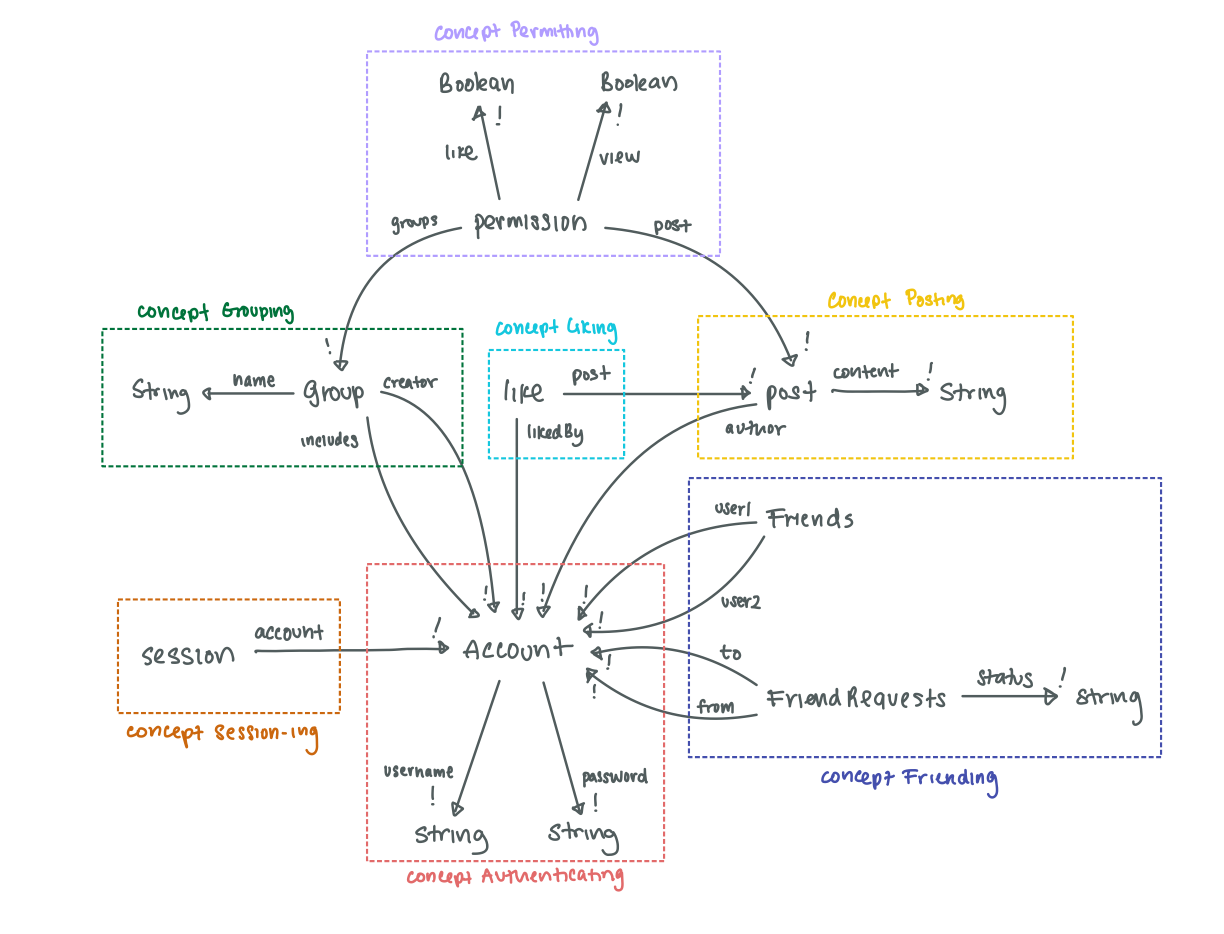 concept Permitting
Boolean
Boolean
!
!
like
view
groups
permission
post
concept Grouping
concept Liking
concept Posting
!
!
String
name
Group
creator
like
post
!
post
content
!
String
includes
likedBy
author
user1
Friends
concept Session-ing
session
account
!
!
!
!
!
user2
!
Account
to
!
!
from
FriendRequests
status
!
string
username
!
password
!
string
string
concept Friending
concept Authenticating